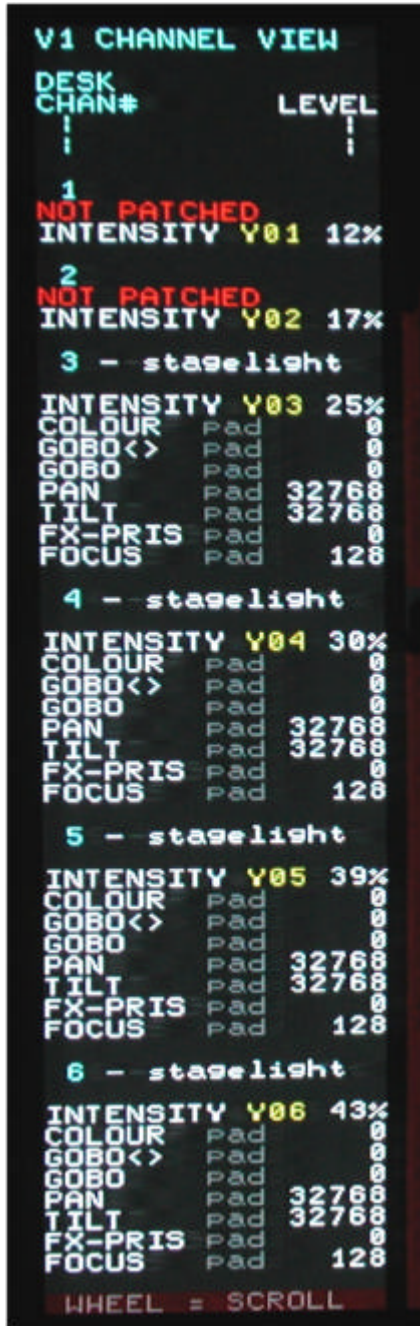 V1 CHANNEL VIEW
DESK
CHAN# LEVEL
1
NOT PATCHED
INTENSITY Y01 12%
2
NOT PATCHED
INTENSITY Y02 17%
3 - stagelight
INTENSITY Y03 25%
COLOUR pad 0
GOBO<> pad 0
GOBO pad 0
PAN pad 32768
TILT pad 32768
FX-PRIS pad 0
FOCUS pad 128
4 - stagelight
INTENSITY Y04 30%
COLOUR pad 0
GOBO<> pad 0
GOBO pad 0
PAN pad 32768
TILT pad 32768
FX-PRIS pad 0
FOCUS pad 128
5 - stagelight
INTENSITY Y05 39%
COLOUR pad 0
GOBO<> pad 0
GOBO pad 0
PAN pad 32768
TILT pad 32768
FX-PRIS pad 0
FOCUS pad 128
6 - stagelight
INTENSITY Y06 43%
COLOUR pad 0
GOBO<> pad 0
GOBO pad 0
PAN pad 32768
TILT pad 32768
FX-PRIS pad 0
FOCUS pad 128
WHEEL = SCROLL